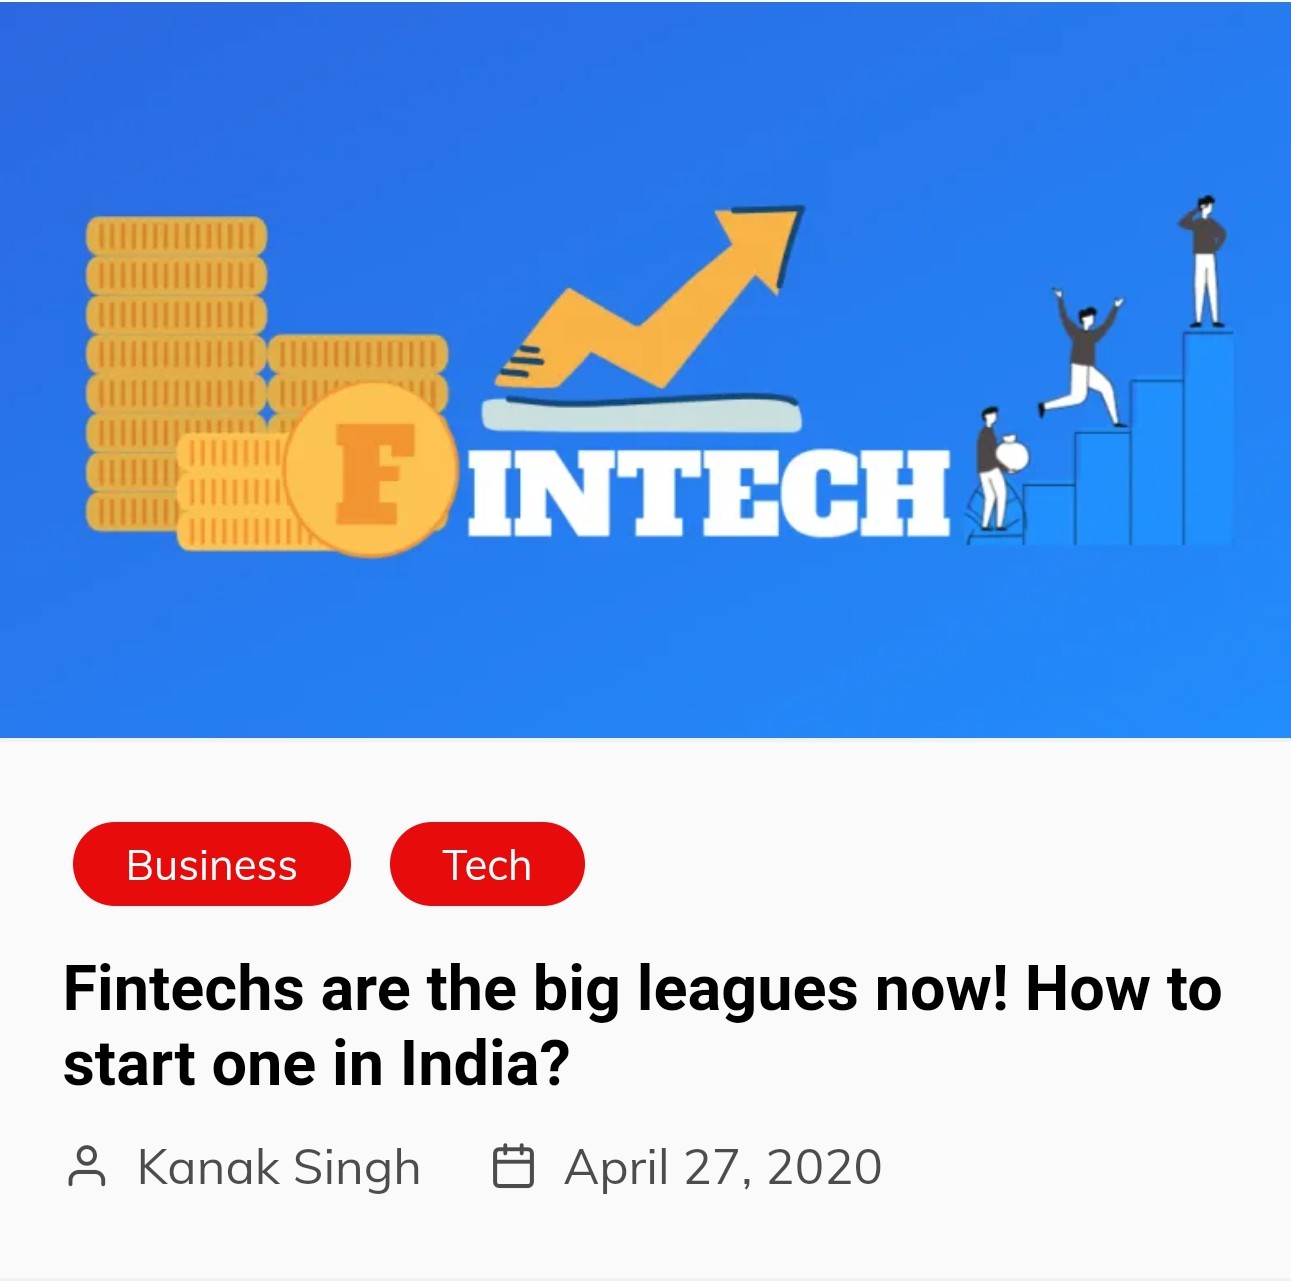 FINTECH
Business Tech
Fintechs are the big leagues now! How to
start one in India?
Kanak Singh April 27, 2020